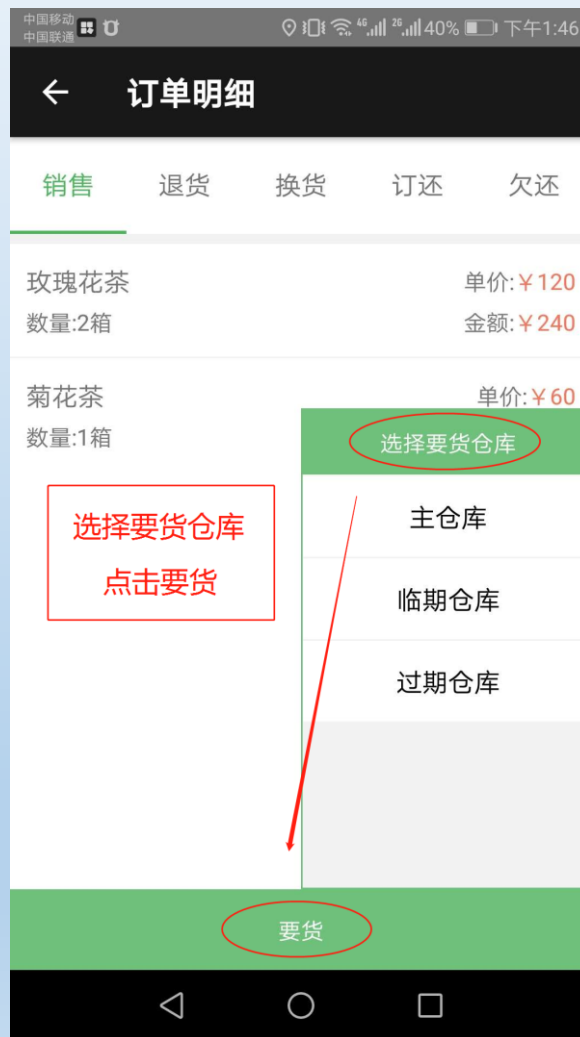 中国移动
中国联通
46 26 40% 下午1:46
订单明细
销售 退货 换货 订还 欠还
玫瑰花茶 单价:￥120
数量:2箱 金额:￥240
菊花茶 单价:￥60
数量:1箱
选择要货仓库
选择要货仓库
点击要货
主仓库
临期仓库
过期仓库
要货